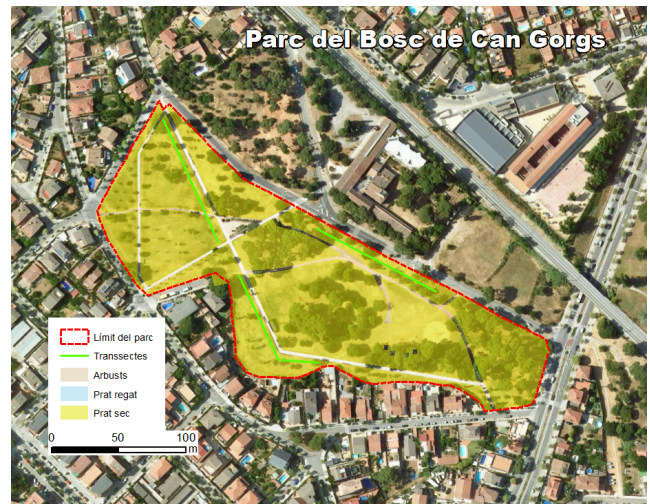 Parc del Bosc de Can Gorgs
Límit del parc
Transsectes
Arbusts
Prat regat
Prat sec
0 50 100
m